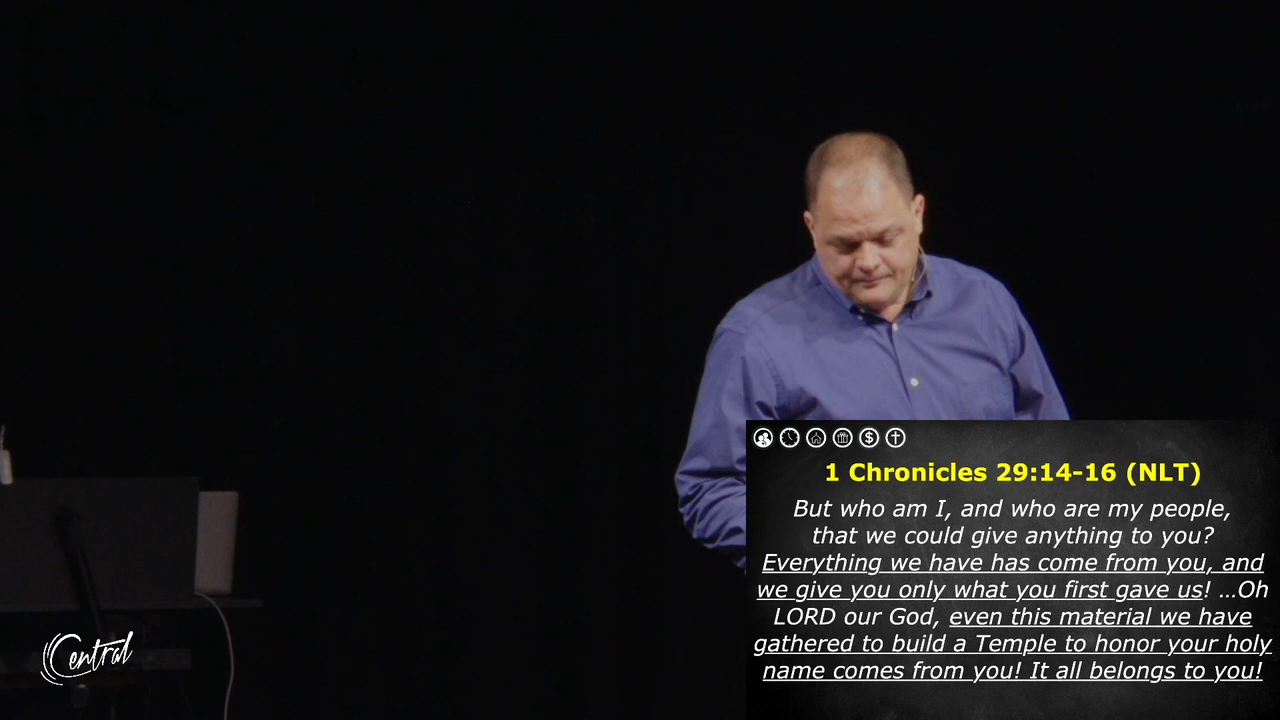 1 Chronicles 29:14-16 (NLT)
But who am I, and who are my people,
that we could give anything to you?
Everything we have has come from you, and
we give you only what you first gave us! ...Oh
LORD our God, even this material we have
gathered to build a Temple to honor your holy
name comes from you! It all belongs to you!
Central